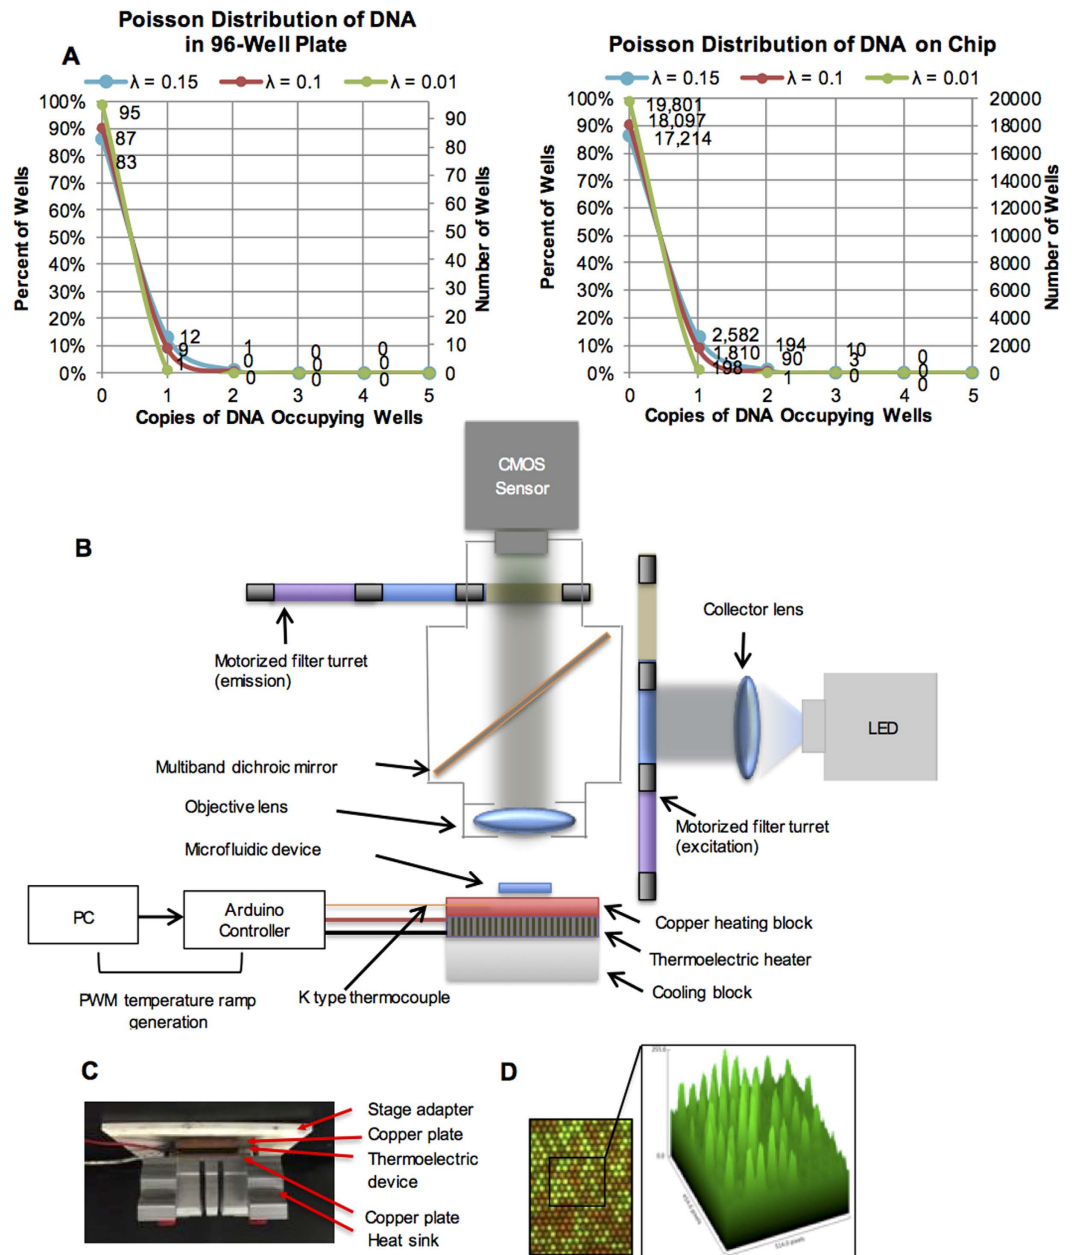 A
Poisson Distribution of DNA
in 96-Well Plate
λ = 0.15 λ = 0.1 λ = 0.01
100%
90%
80%
70%
60%
50%
40%
30%
20%
10%
0%
Percent of Wells
95
87
83
12
9
1
1
0
0
0
0
0
0
0
0
90
80
70
60
50
40
30
20
10
0
Number of Wells
0 1 2 3 4 5
Copies of DNA Occupying Wells
Poisson Distribution of DNA on Chip
λ = 0.15 λ = 0.1 λ = 0.01
100%
90%
80%
70%
60%
50%
40%
30%
20%
10%
0%
Percent of Wells
19,801
18,097
17,214
2,582
1,810
198
194
90
1
10
3
0
0
0
0
20000
18000
16000
14000
12000
10000
8000
6000
4000
2000
0
Number of Wells
0 1 2 3 4 5
Copies of DNA Occupying Wells
B
CMOS
Sensor
Motorized filter turret
(emission)
Collector lens
LED
Multiband dichroic mirror
Objective lens
Microfluidic device
Motorized filter turret
(excitation)
PC
Arduino
Controller
Copper heating block
Thermoelectric heater
Cooling block
K type thermocouple
PWM temperature ramp
generation
C
Stage adapter
Copper plate
Thermoelectric
device
Copper plate
Heat sink
D
0.0